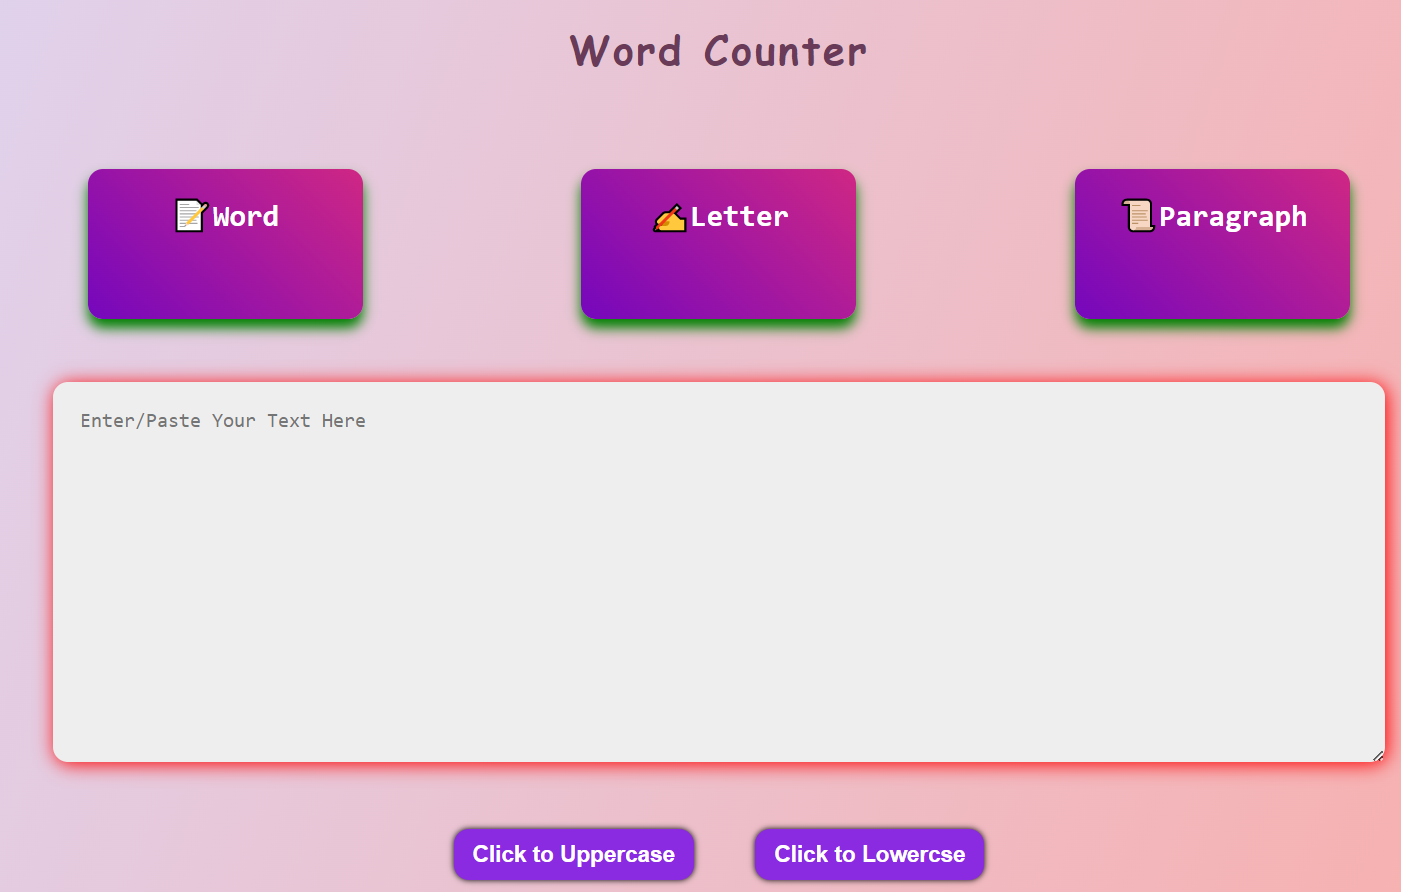 Word Counter
📝Word
✍Letter
📜Paragraph
Enter/Paste Your Text Here
Click to Uppercase
Click to Lowercse